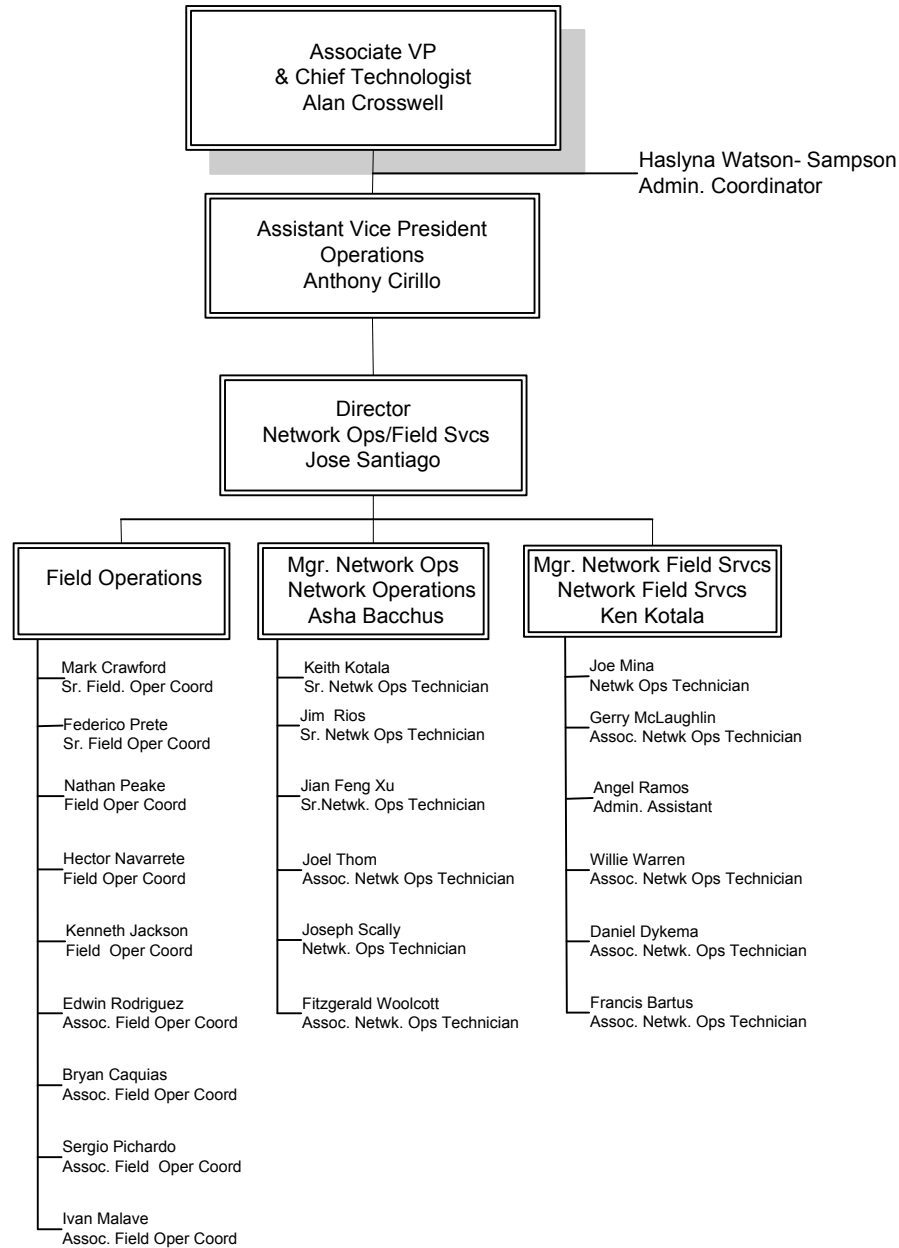 Associate VP
& Chief Technologist
Alan Crosswell
Haslyna Watson- Sampson
Admin. Coordinator
Assistant Vice President
Operations
Anthony Cirillo
Director
Network Ops/Field Svcs
Jose Santiago
Field Operations
Mark Crawford
Sr. Field. Oper Coord
Federico Prete
Sr. Field Oper Coord
Nathan Peake
Field Oper Coord
Hector Navarrete
Field Oper Coord
Kenneth Jackson
Field Oper Coord
Edwin Rodriguez
Assoc. Field Oper Coord
Bryan Caquias
Assoc. Field Oper Coord
Sergio Pichardo
Assoc. Field Oper Coord
Ivan Malave
Assoc. Field Oper Coord
Mgr. Network Ops
Network Operations
Asha Bacchus
Keith Kotala
Sr. Netwk Ops Technician
Jim Rios
Sr. Netwk Ops Technician
Jian Feng Xu
Sr.Netwk. Ops Technician
Joel Thom
Assoc. Netwk Ops Technician
Joseph Scally
Netwk. Ops Technician
Fitzgerald Woolcott
Assoc. Netwk. Ops Technician
Mgr. Network Field Srvcs
Network Field Srvcs
Ken Kotala
Joe Mina
Netwk Ops Technician
Gerry McLaughlin
Assoc. Netwk Ops Technician
Angel Ramos
Admin. Assistant
Willie Warren
Assoc. Netwk Ops Technician
Daniel Dykema
Assoc. Netwk. Ops Technician
Francis Bartus
Assoc. Netwk. Ops Technician